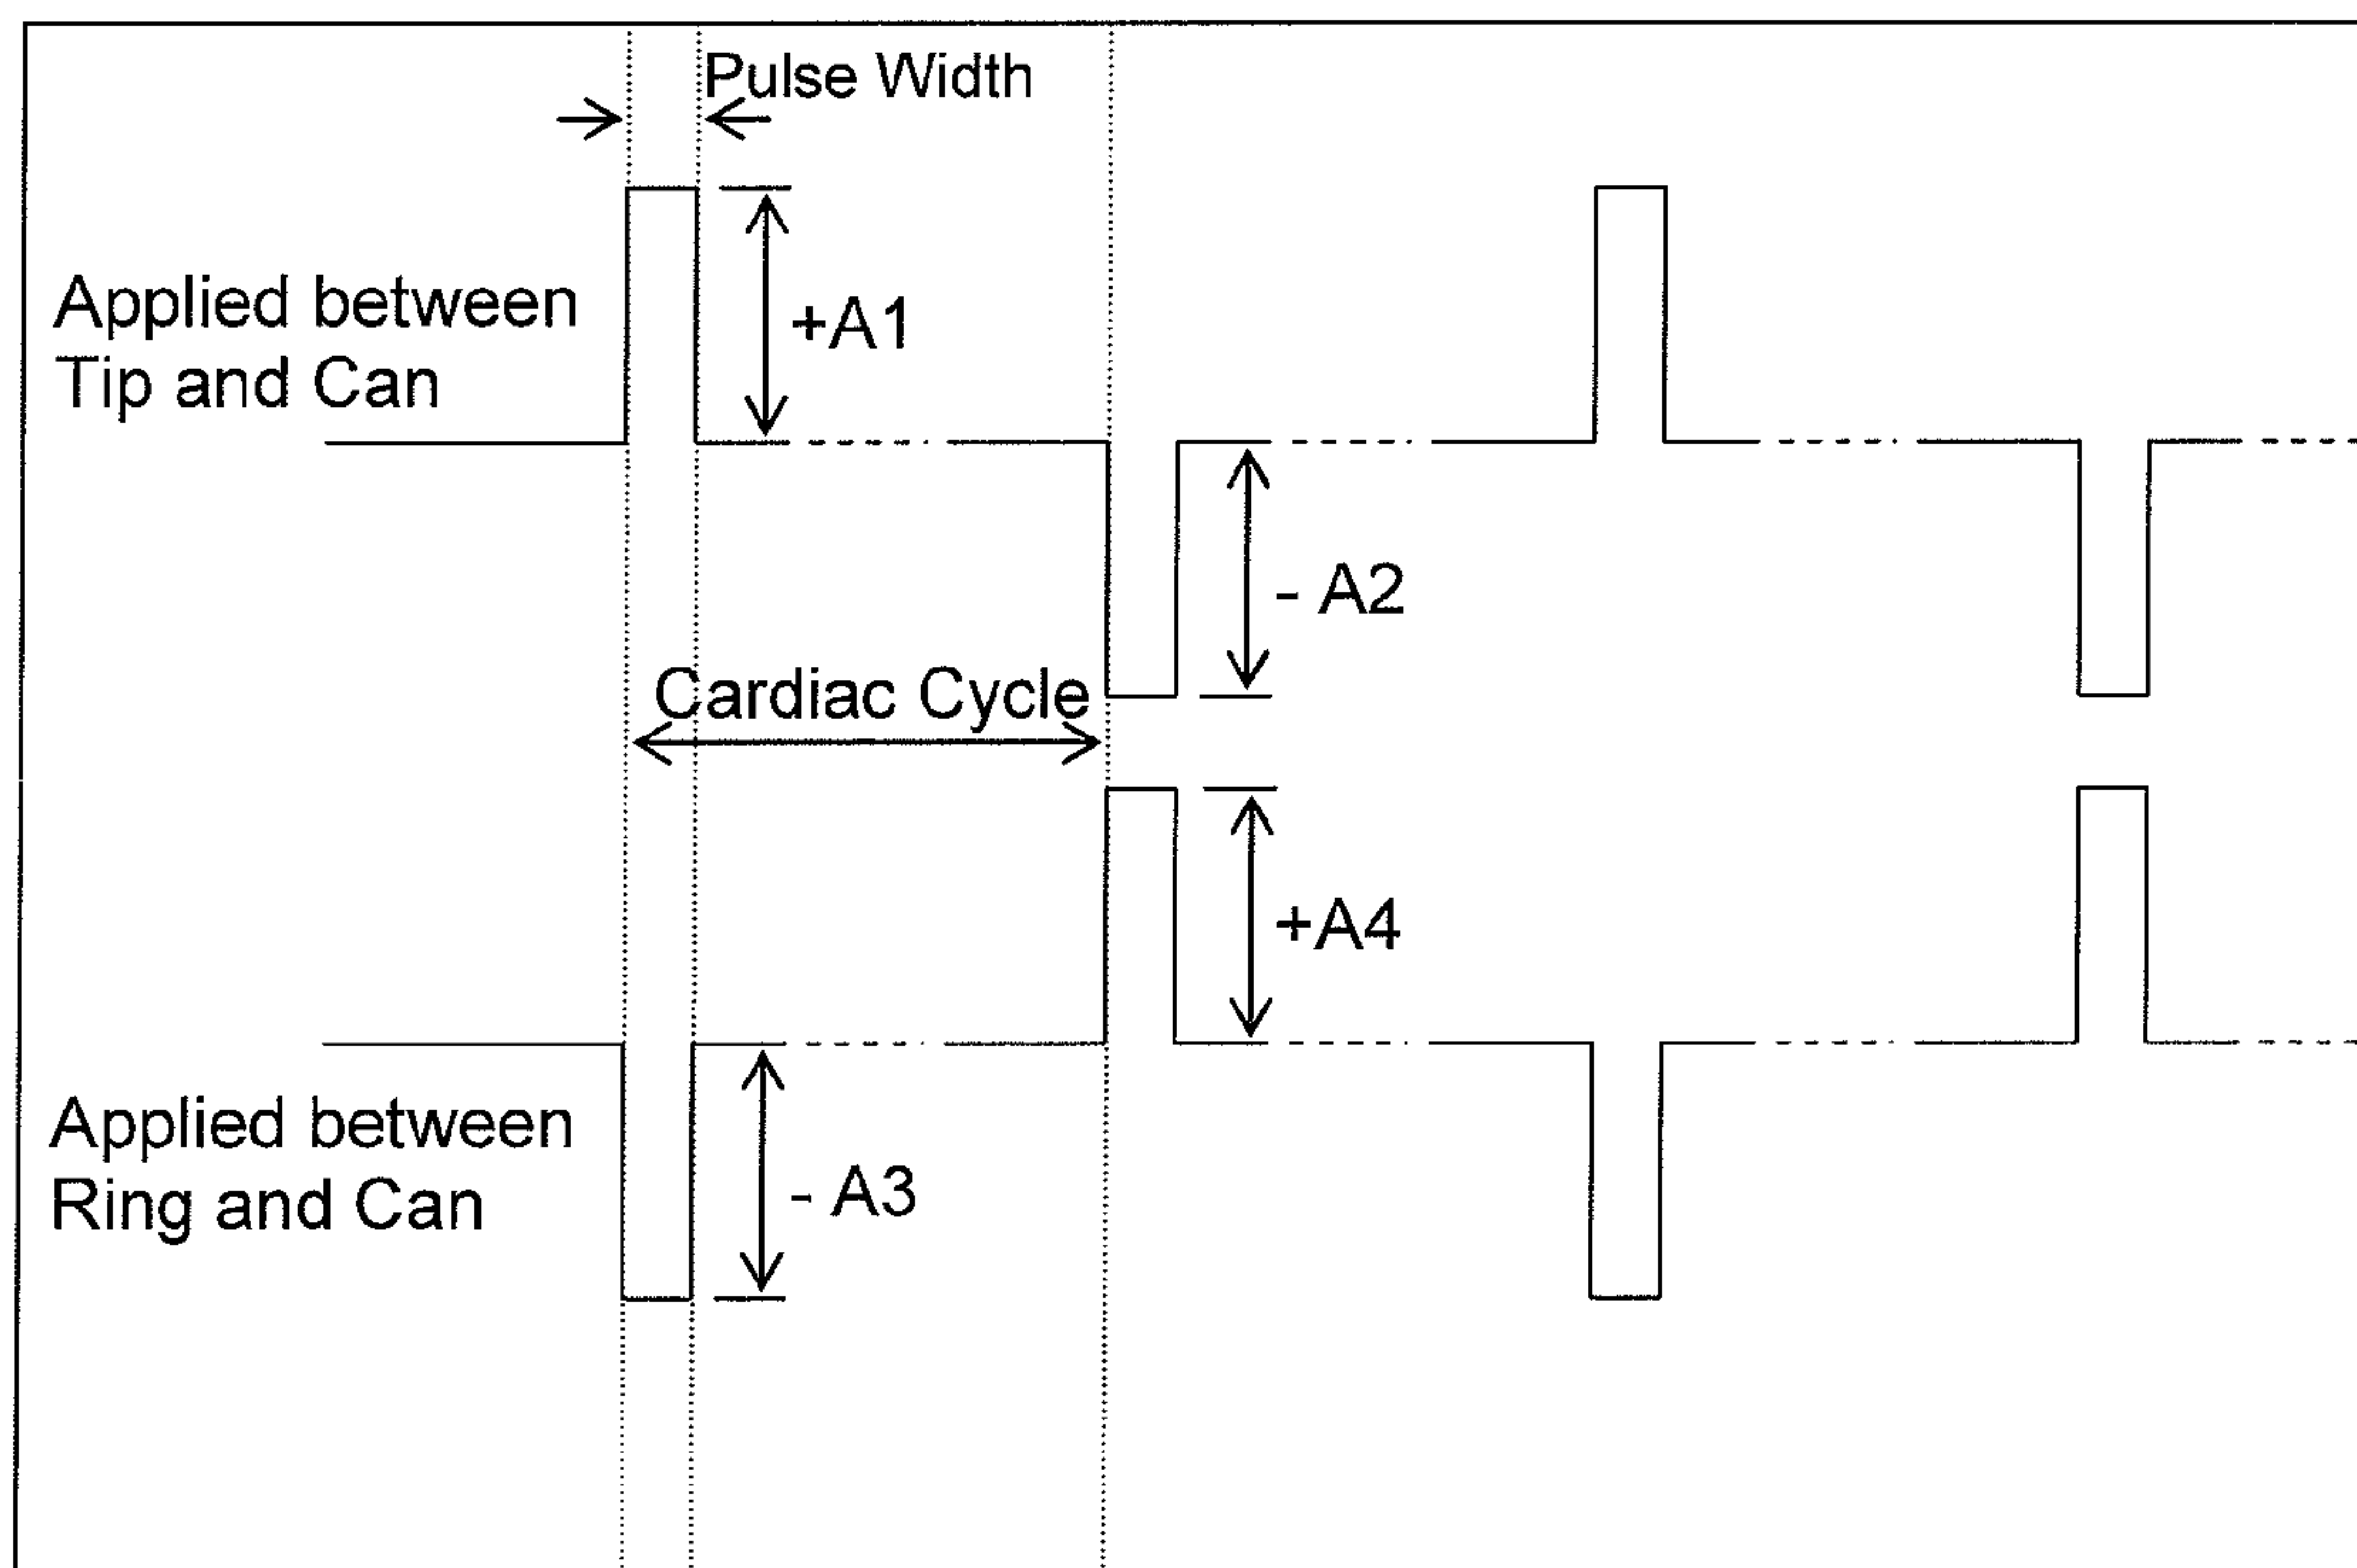 Pulse Width
Applied between
Tip and Can
+A1
- A2
Cardiac Cycle
+A4
Applied between
Ring and Can
- A3